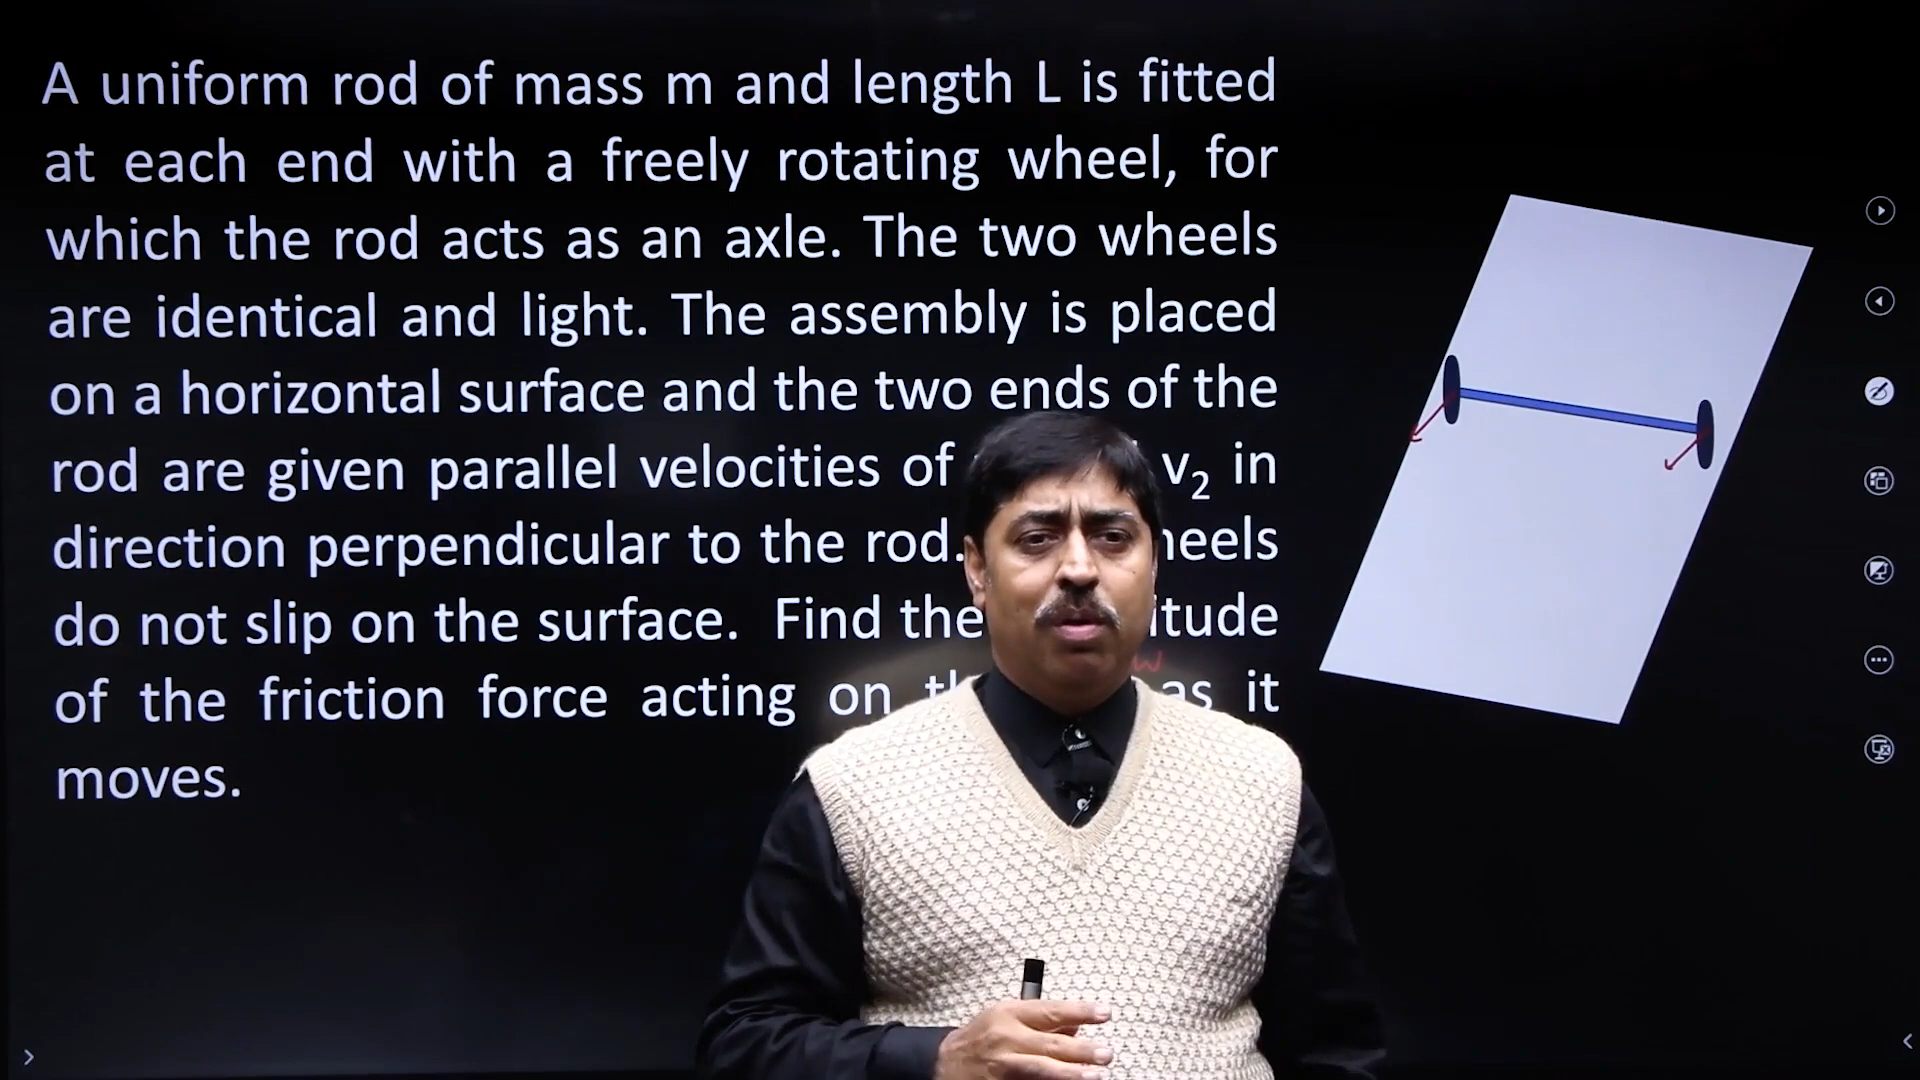 A uniform rod of mass m and length L is fitted
at each end with a freely rotating wheel, for
which the rod acts as an axle. The two wheels
are identical and light. The assembly is placed
on a horizontal surface and the two ends of the
rod are given parallel velocities of v₂ in
direction perpendicular to the rod.
do not slip on the surface. Find the
w
of the friction force acting on as it
moves.